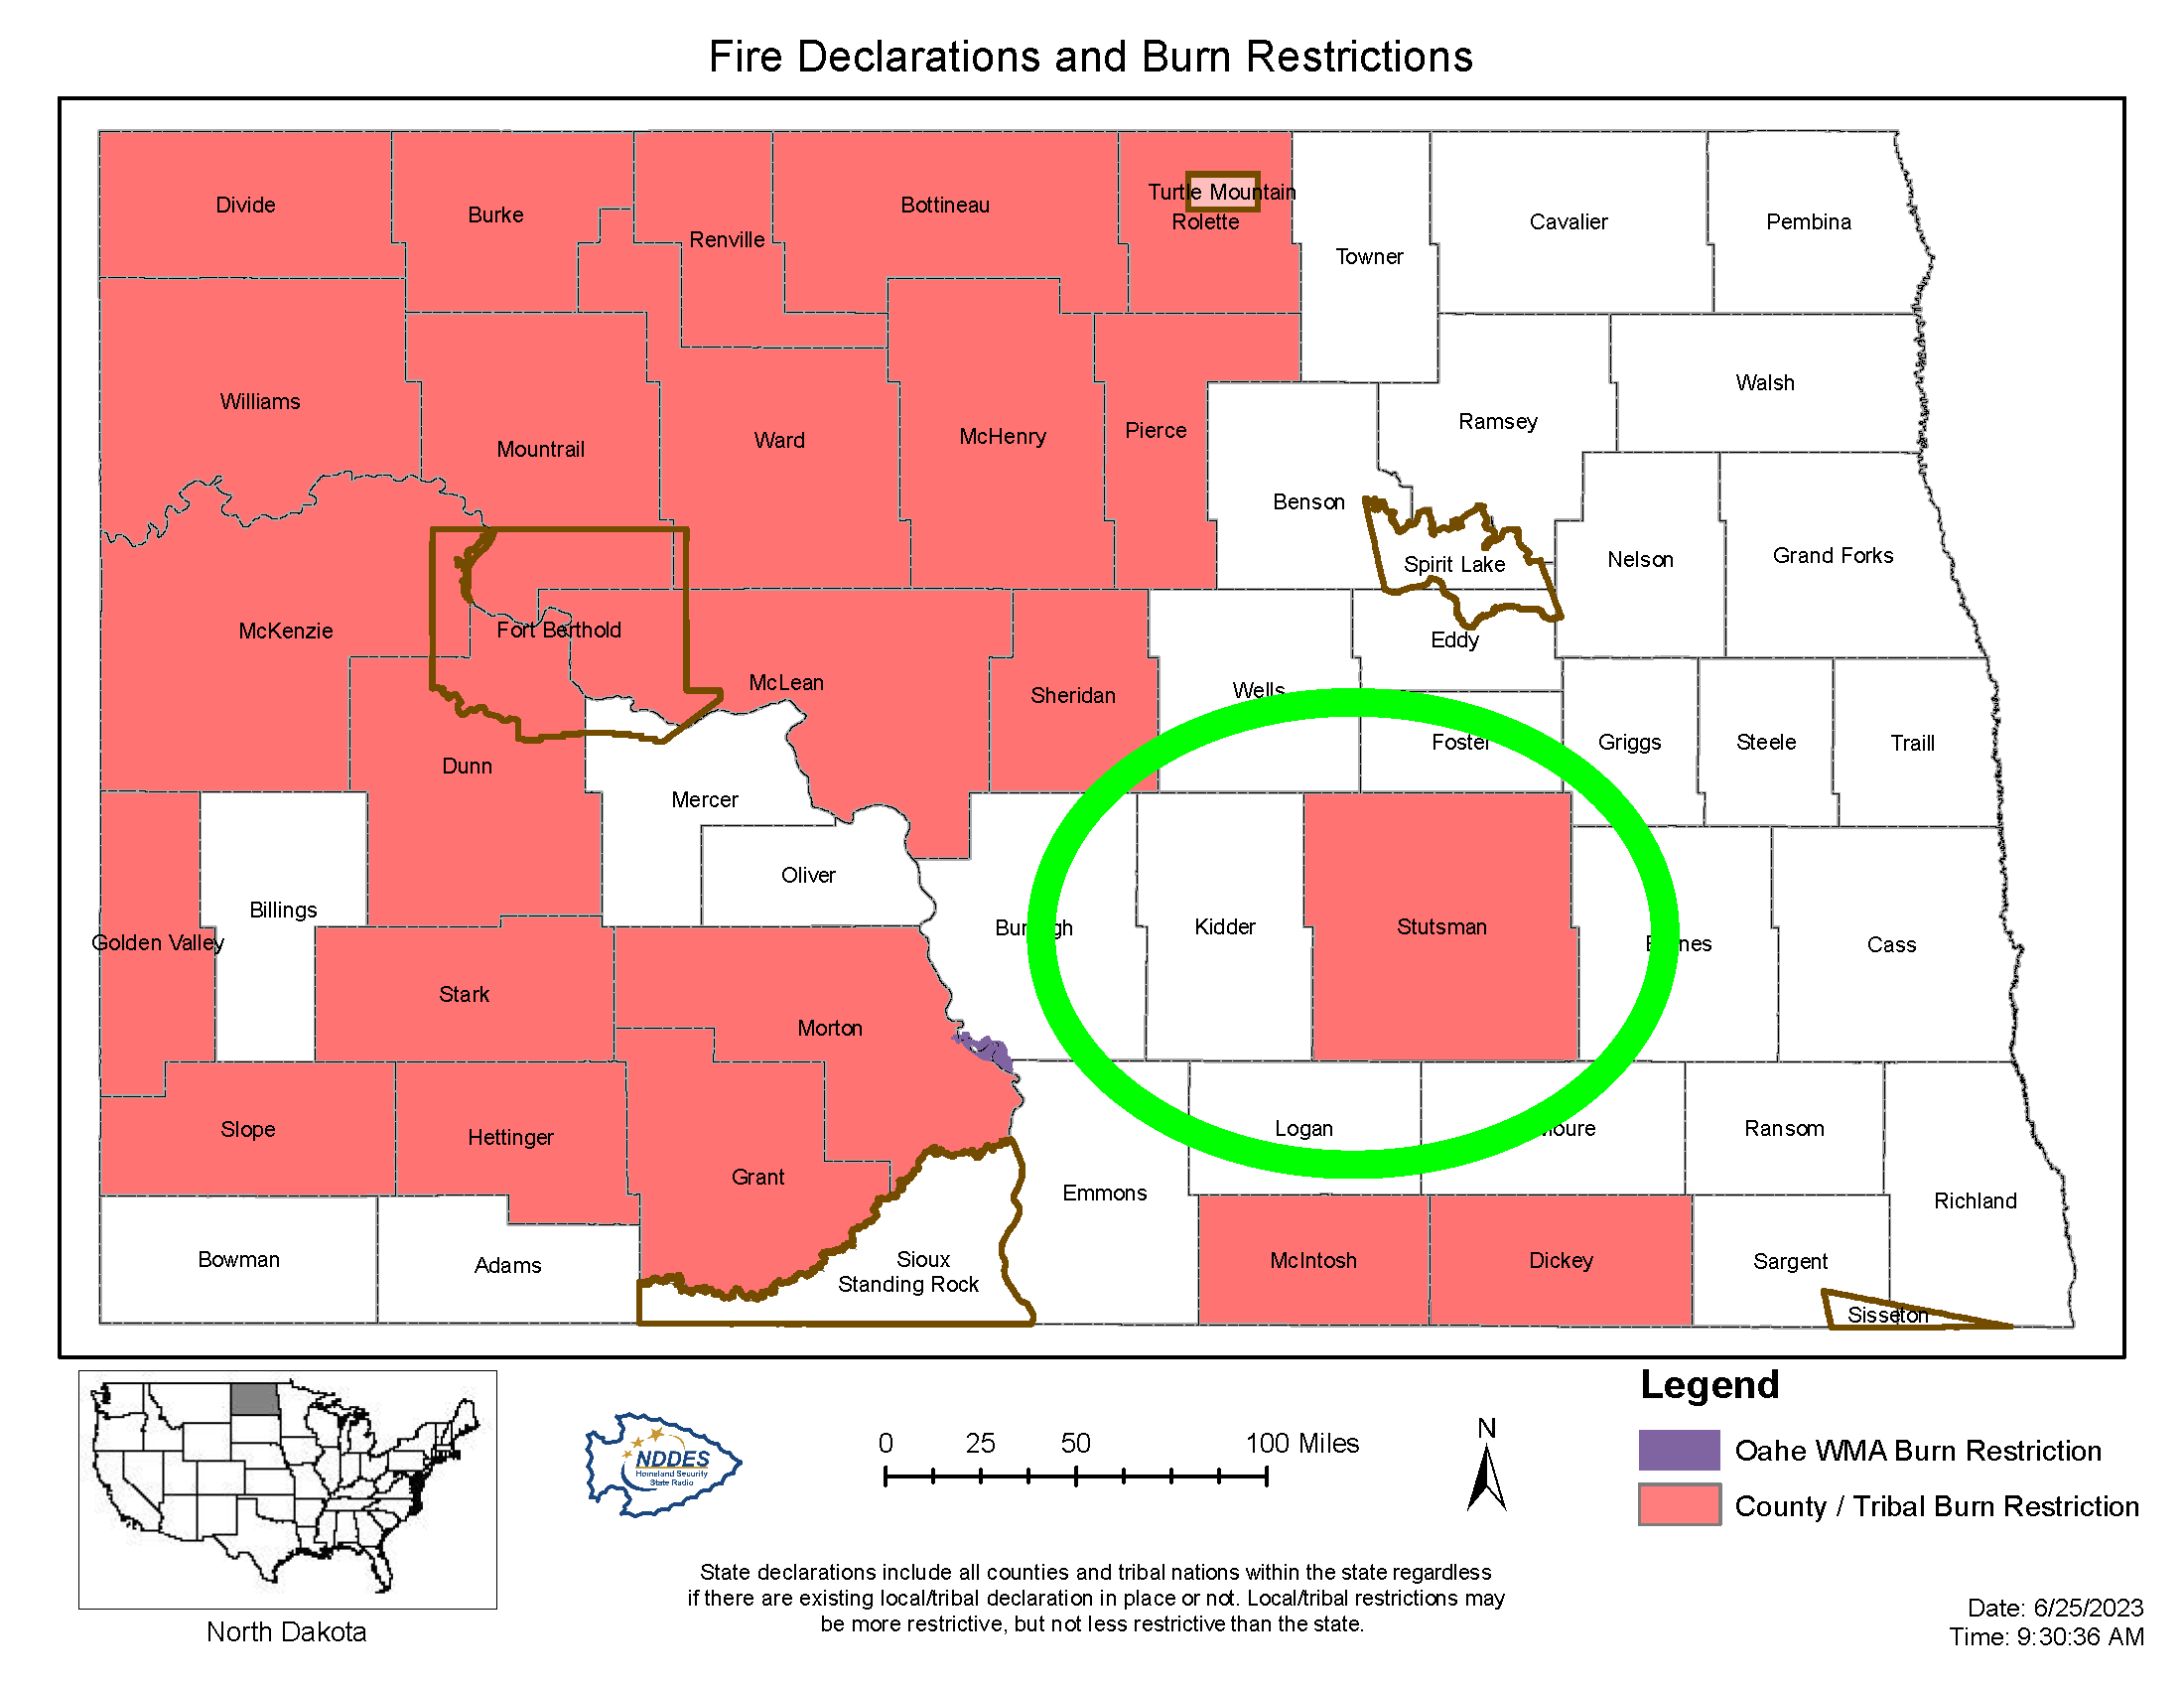 Fire Declarations and Burn Restrictions
Divide
Burke
Renville
Bottineau
Turtle Mountain
Rolette
Towner
Cavalier
Pembina
Williams
Mountrail
Ward
McHenry
Pierce
Benson
Ramsey
Walsh
Spirit Lake
Nelson
Grand Forks
McKenzie
Fort Berthold
McLean
Sheridan
Wells
Eddy
Foster
Griggs
Steele
Traill
Dunn
Mercer
Oliver
Billings
Golden Valley
Kidder
Stutsman
Cass
Stark
Morton
Slope
Hettinger
Grant
Logan
Ransom
Emmons
Richland
Bowman
Adams
Sioux
Standing Rock
McIntosh
Dickey
Sargent
Sisseton
North Dakota
NDDES
Homeland Security
State Radio
0 25 50 100 Miles
N
Legend
Oahe WMA Burn Restriction
County / Tribal Burn Restriction
State declarations include all counties and tribal nations within the state regardless
if there are existing local/tribal declaration in place or not. Local/tribal restrictions may
be more restrictive, but not less restrictive than the state.
Date: 6/25/2023
Time: 9:30:36 AM